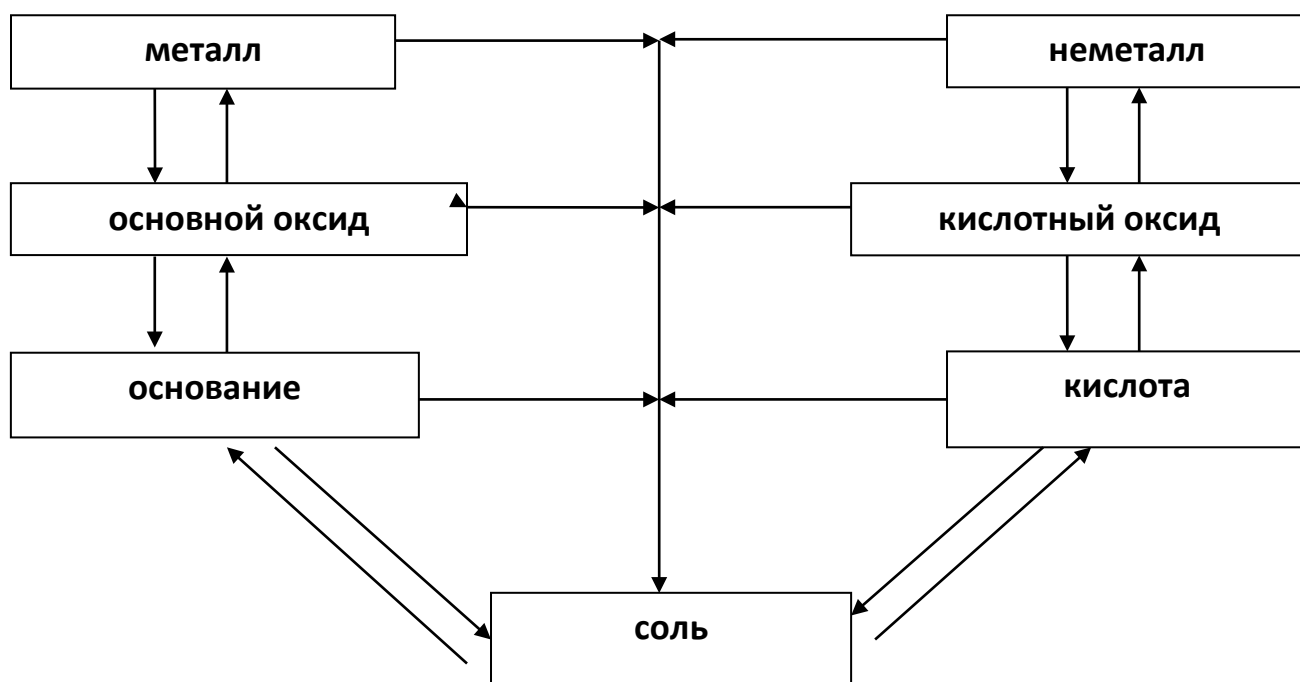 металл
неметалл
основной оксид
кислотный оксид
основание
кислота
соль